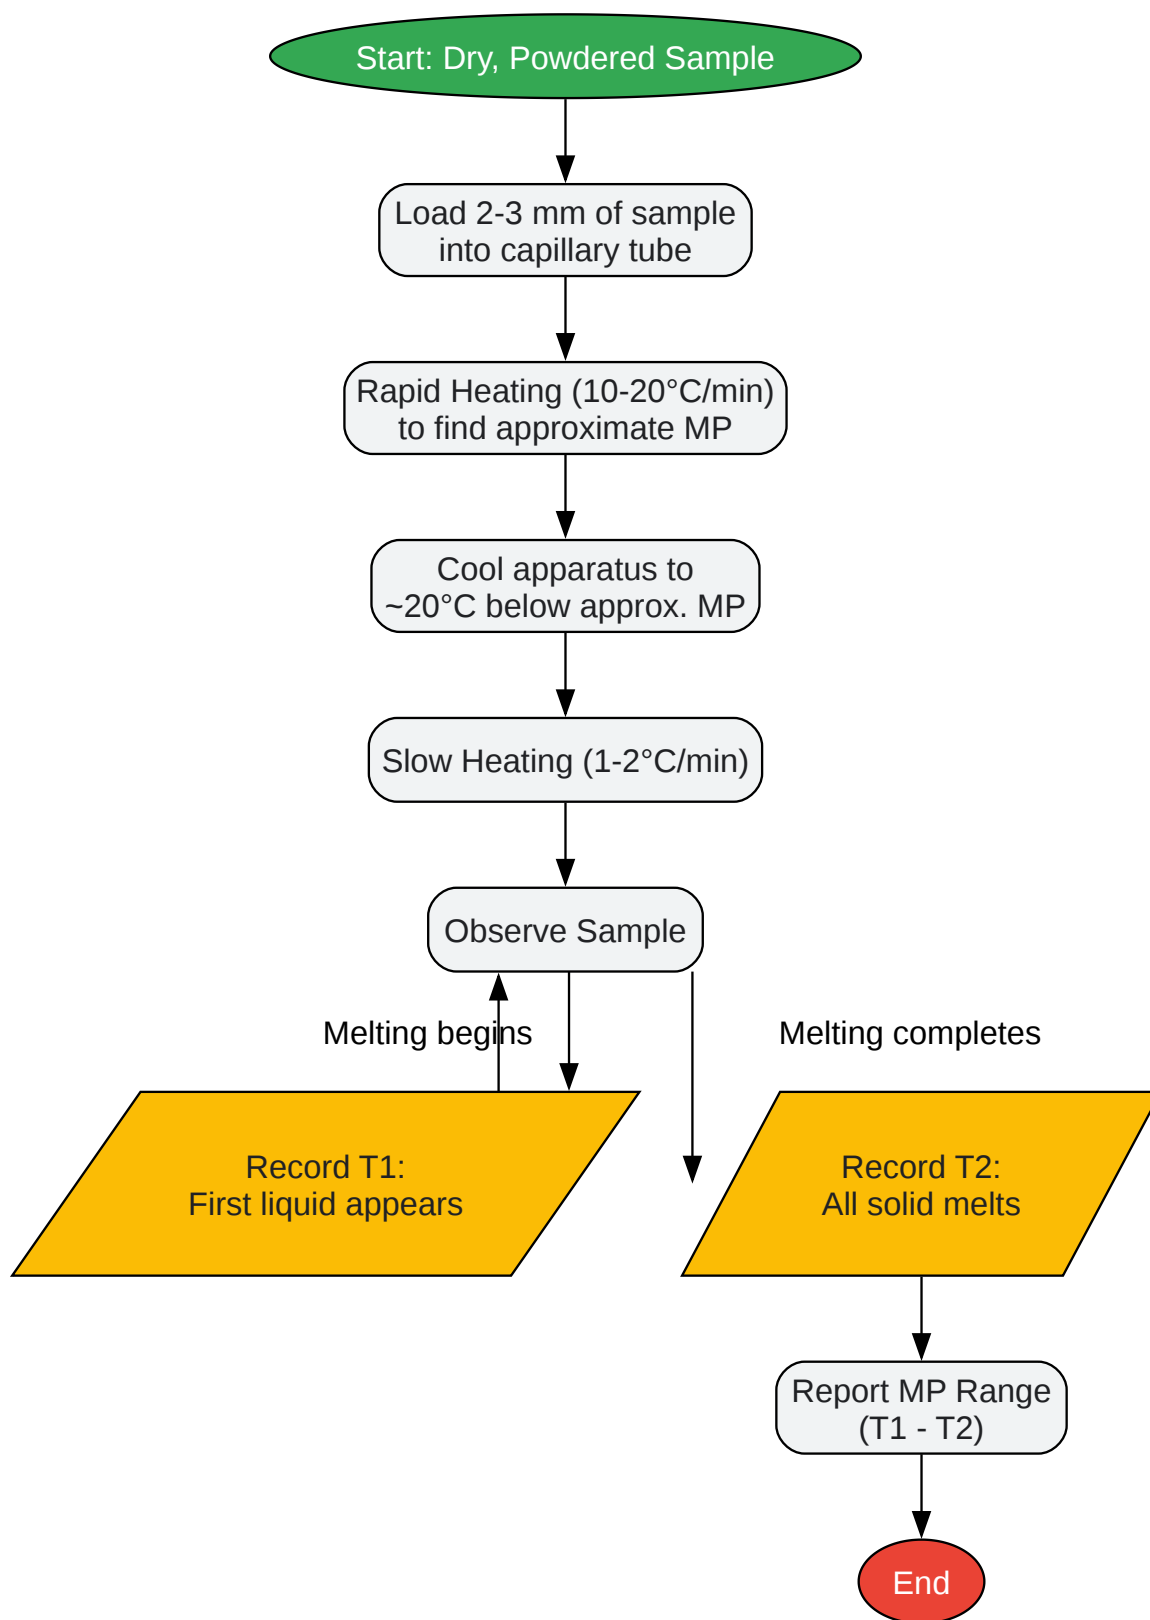 Start: Dry, Powdered Sample
Load 2-3 mm of sample
into capillary tube
Rapid Heating (10-20°C/min)
to find approximate MP
Cool apparatus to
~20°C below approx. MP
Slow Heating (1-2°C/min)
Observe Sample
Melting begins
Melting completes
Record T1:
First liquid appears
Record T2:
All solid melts
Report MP Range
(T1 - T2)
End